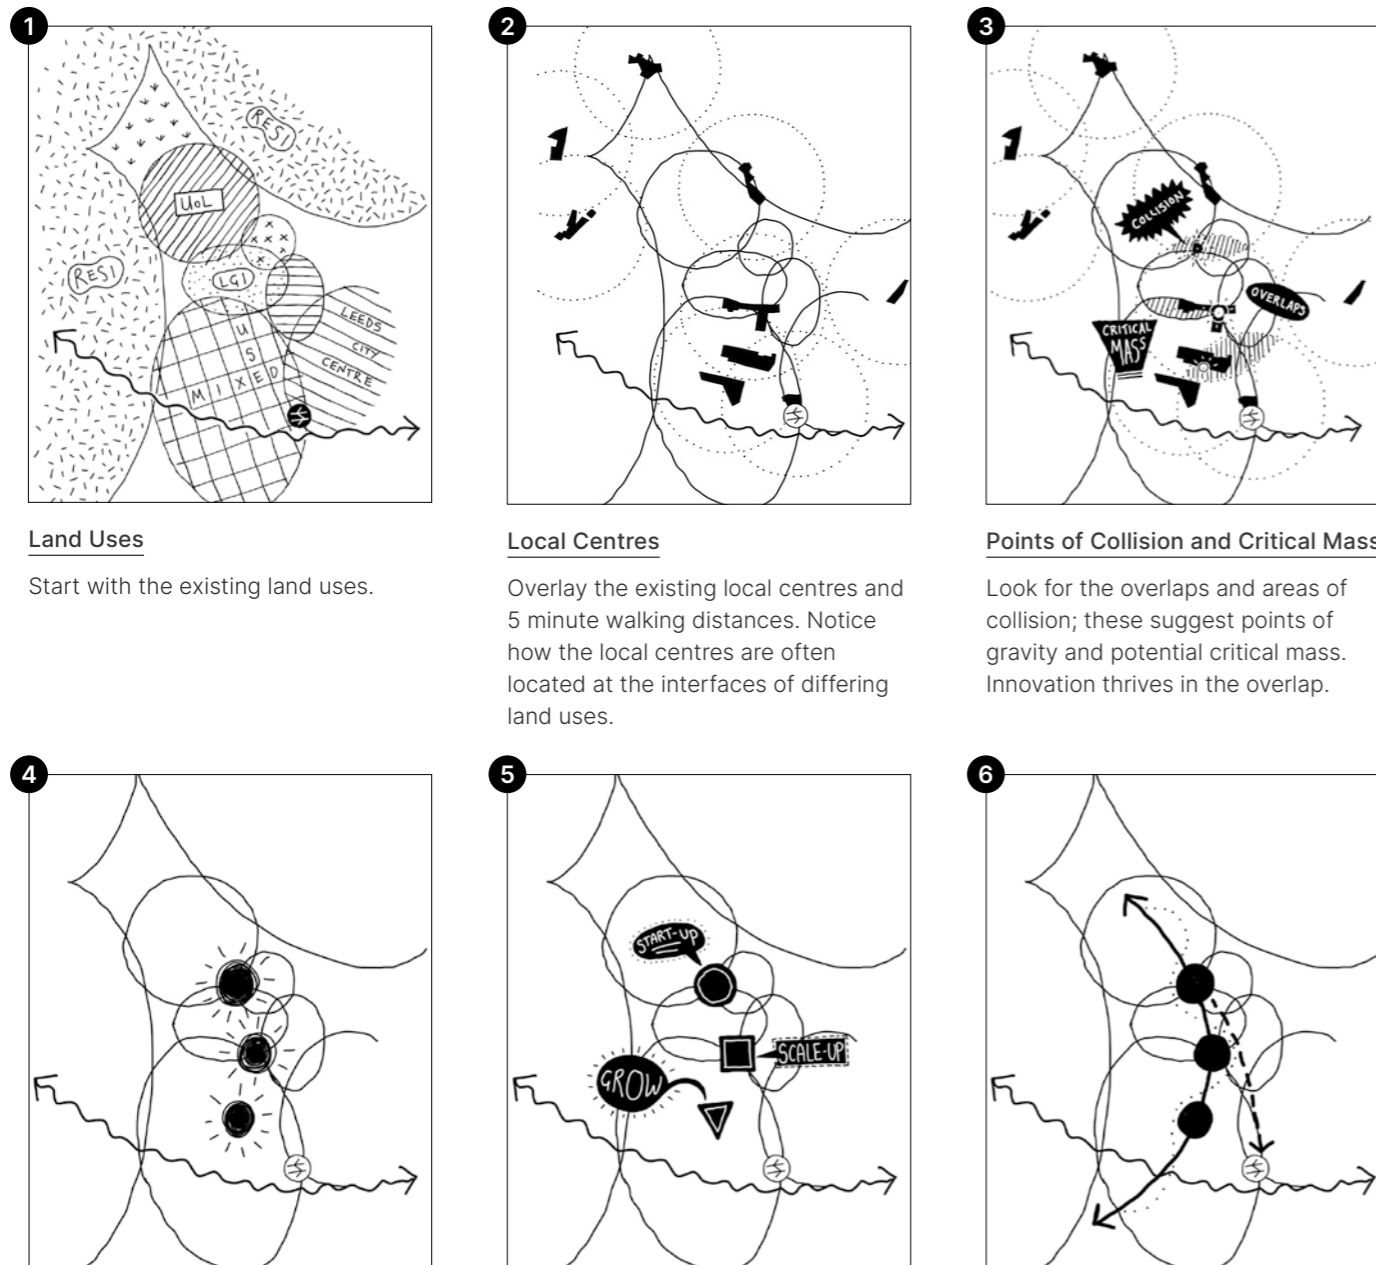 1
RESI
UoL
RESI
LGI
LEEDS
CITY
CENTRE
MIXED
US
Land Uses
Start with the existing land uses.
2
Local Centres
Overlay the existing local centres and
5 minute walking distances. Notice
how the local centres are often
located at the interfaces of differing
land uses.
3
COLLISION
OVERLAPS
CRITICAL
MASS
Points of Collision and Critical Mass
Look for the overlaps and areas of
collision; these suggest points of
gravity and potential critical mass.
Innovation thrives in the overlap.
4
5
START-UP
SCALE-UP
GROW
6